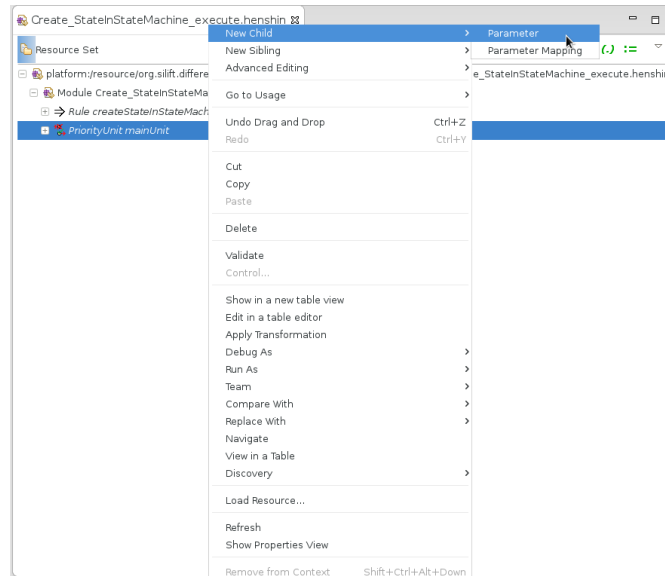 Create_StateInStateMachine_execute.henshin
Resource Set
New Child
Parameter
New Sibling
Parameter Mapping
(.) :=
Advanced Editing
platform:/resource/org.silift.differe
e_StateInStateMachine_execute.henshin
Module Create_StateInStateMa
Go to Usage
Rule createStateInStateMach
Undo Drag and Drop Ctrl+Z
PriorityUnit mainUnit
Redo Ctrl+Y
Cut
Copy
Paste
Delete
Validate
Control...
Show in a new table view
Edit in a table editor
Apply Transformation
Debug As
Run As
Team
Compare With
Replace With
Navigate
View in a Table
Discovery
Load Resource...
Refresh
Show Properties View
Remove from Context Shift+Ctrl+Alt+Down